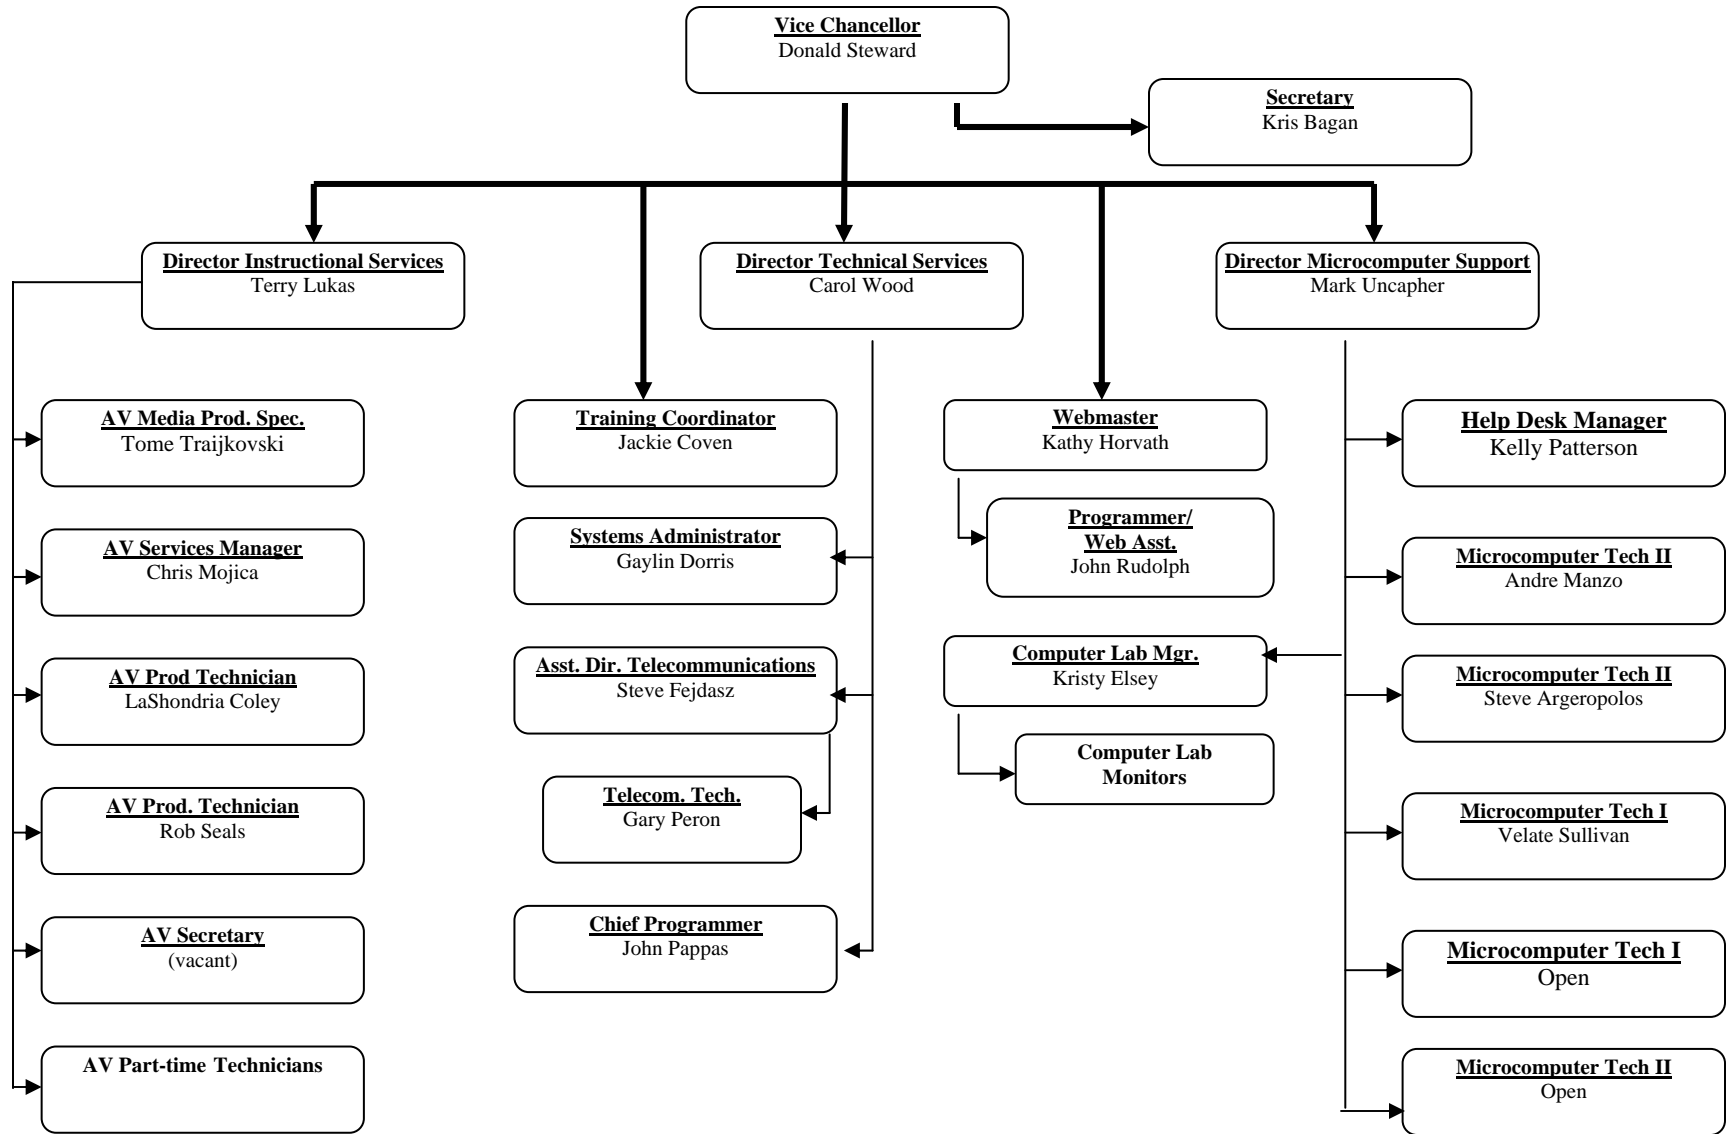 Vice Chancellor
Donald Steward
Secretary
Kris Bagan
Director Instructional Services
Terry Lukas
Director Technical Services
Carol Wood
Director Microcomputer Support
Mark Uncapher
AV Media Prod. Spec.
Tome Traijkovski
AV Services Manager
Chris Mojica
AV Prod Technician
LaShondria Coley
AV Prod. Technician
Rob Seals
AV Secretary
(vacant)
AV Part-time Technicians
Training Coordinator
Jackie Coven
Systems Administrator
Gaylin Dorris
Asst. Dir. Telecommunications
Steve Fejdasz
Telecom. Tech.
Gary Peron
Chief Programmer
John Pappas
Webmaster
Kathy Horvath
Programmer/
Web Asst.
John Rudolph
Computer Lab Mgr.
Kristy Elsey
Computer Lab
Monitors
Help Desk Manager
Kelly Patterson
Microcomputer Tech II
Andre Manzo
Microcomputer Tech II
Steve Argeropolos
Microcomputer Tech I
Velate Sullivan
Microcomputer Tech I
Open
Microcomputer Tech II
Open